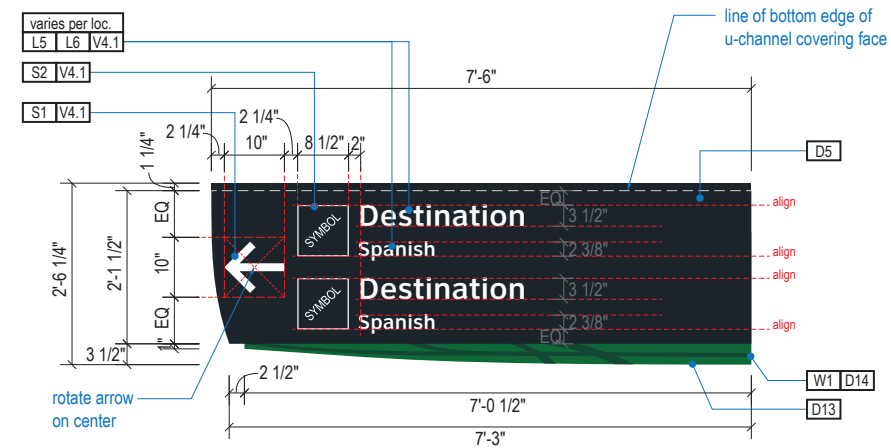 varies per loc.
L5 L6 V4.1
S2 V4.1
S1 V4.1
line of bottom edge of
u-channel covering face
7'-6"
2 1/4"
2 1/4"
10"
8 1/2"
2"
1 1/4"
D5
EQ
10"
EQ
1"
2'-1 1/2"
2'-6 1/4"
3 1/2"
SYMBOL
Destination
Spanish
EQ
3 1/2"
2 3/8"
align
align
align
SYMBOL
Destination
Spanish
3 1/2"
2 3/8"
EQ
align
2 1/2"
rotate arrow
on center
7'-0 1/2"
7'-3"
W1 D14
D13